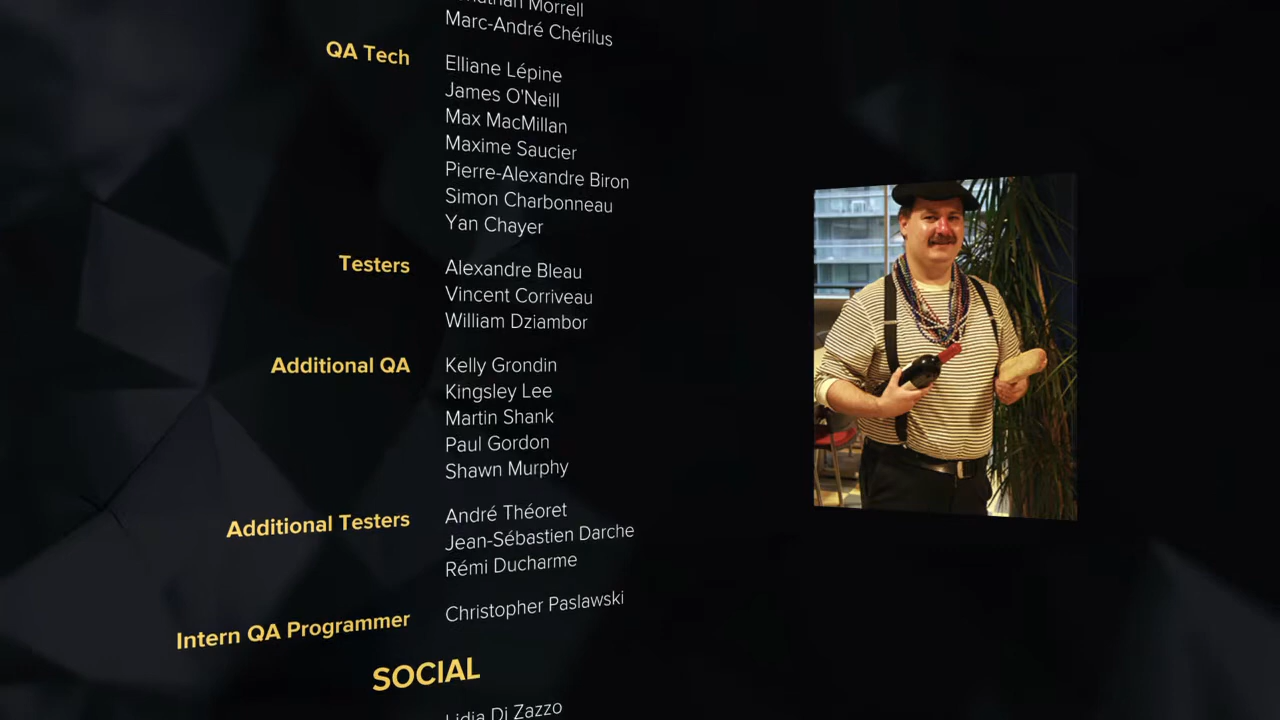 Morrell
Marc-André Chérilus
QA Tech
Elliane Lépine
James O'Neill
Max MacMillan
Maxime Saucier
Pierre-Alexandre Biron
Simon Charbonneau
Yan Chayer
Testers
Alexandre Bleau
Vincent Corriveau
William Dziambor
Additional QA
Kelly Grondin
Kingsley Lee
Martin Shank
Paul Gordon
Shawn Murphy
Additional Testers
André Théoret
Jean-Sébastien Darche
Rémi Ducharme
Intern QA Programmer
Christopher Paslawski
SOCIAL
Lidia Di Zazzo